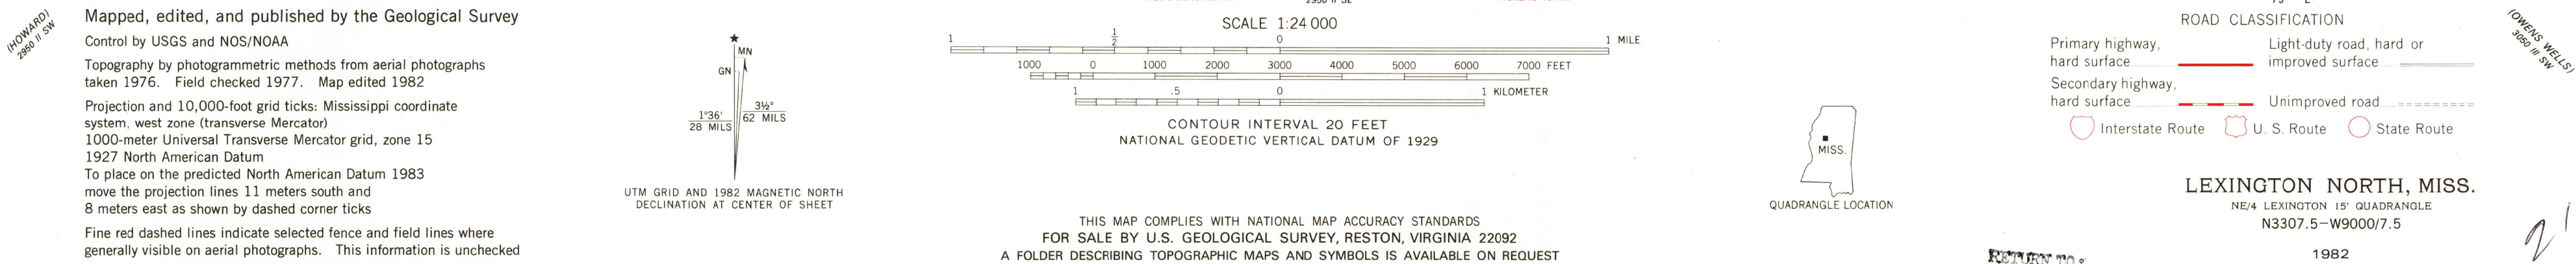 (HOWARD)
2950 II SW
Mapped, edited, and published by the Geological Survey
Control by USGS and NOS/NOAA
Topography by photogrammetric methods from aerial photographs
taken 1976. Field checked 1977. Map edited 1982
Projection and 10,000-foot grid ticks: Mississippi coordinate
system, west zone (transverse Mercator)
1000-meter Universal Transverse Mercator grid, zone 15
1927 North American Datum
To place on the predicted North American Datum 1983
move the projection lines 11 meters south and
8 meters east as shown by dashed corner ticks
Fine red dashed lines indicate selected fence and field lines where
generally visible on aerial photographs. This information is unchecked
★
MN
GN
1°36′
28 MILS
3½°
62 MILS
UTM GRID AND 1982 MAGNETIC NORTH
DECLINATION AT CENTER OF SHEET
SCALE 1:24 000
1 ½ 0 1 MILE
1000 0 1000 2000 3000 4000 5000 6000 7000 FEET
1 .5 0 1 KILOMETER
CONTOUR INTERVAL 20 FEET
NATIONAL GEODETIC VERTICAL DATUM OF 1929
THIS MAP COMPLIES WITH NATIONAL MAP ACCURACY STANDARDS
FOR SALE BY U.S. GEOLOGICAL SURVEY, RESTON, VIRGINIA 22092
A FOLDER DESCRIBING TOPOGRAPHIC MAPS AND SYMBOLS IS AVAILABLE ON REQUEST
MISS.
QUADRANGLE LOCATION
ROAD CLASSIFICATION
Primary highway,
hard surface
Light-duty road, hard or
improved surface
Secondary highway,
hard surface
Unimproved road
Interstate Route
U. S. Route
State Route
LEXINGTON NORTH, MISS.
NE/4 LEXINGTON 15′ QUADRANGLE
N3307.5–W9000/7.5
1982
(OWENS WELLS)
3050 III SW
RETURN TO